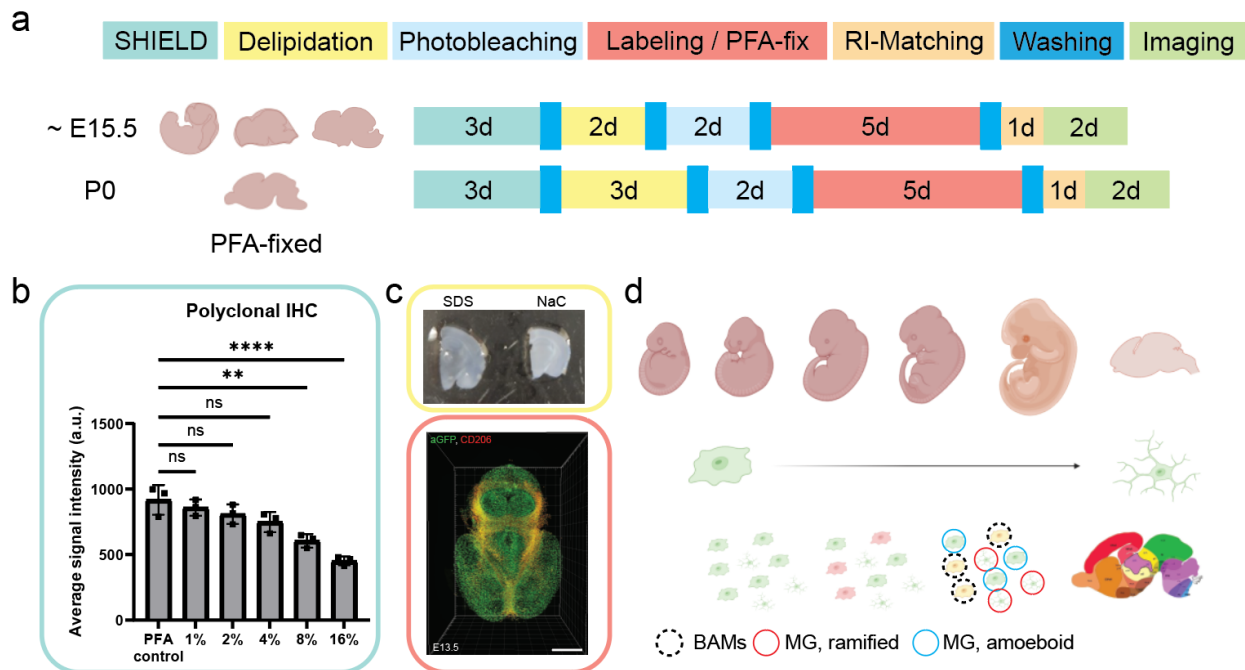 a
SHIELD Delipidation Photobleaching Labeling / PFA-fix RI-Matching Washing Imaging
~ E15.5 3d 2d 2d 5d 1d 2d
P0 3d 3d 2d 5d 1d 2d
PFA-fixed
b
Polyclonal IHC
****
**
ns
ns
ns
Average signal intensity (a.u.)
1500
1000
500
0
PFA control 1% 2% 4% 8% 16%
c
SDS NaC
aGFP, CD206
E13.5
d
BAMs MG, ramified MG, amoeboid